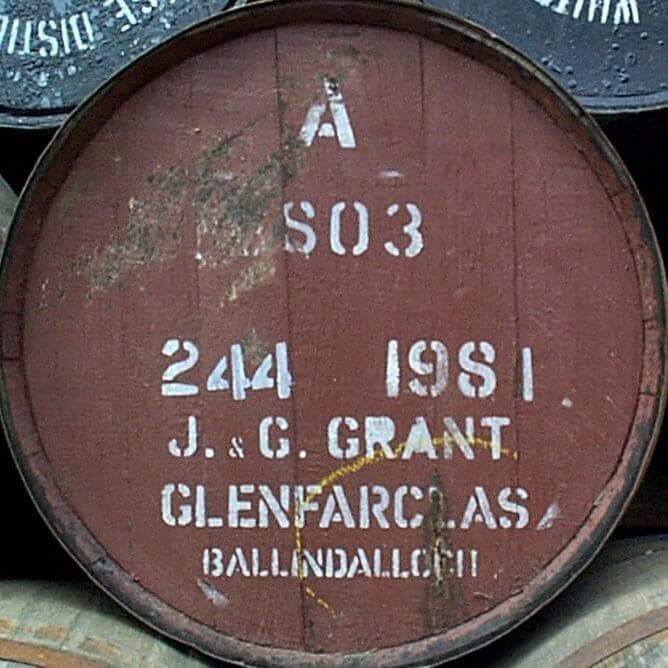 A
S03
244 1981
J. & G. GRANT
GLENFARCLAS
BALLINDALLOCH